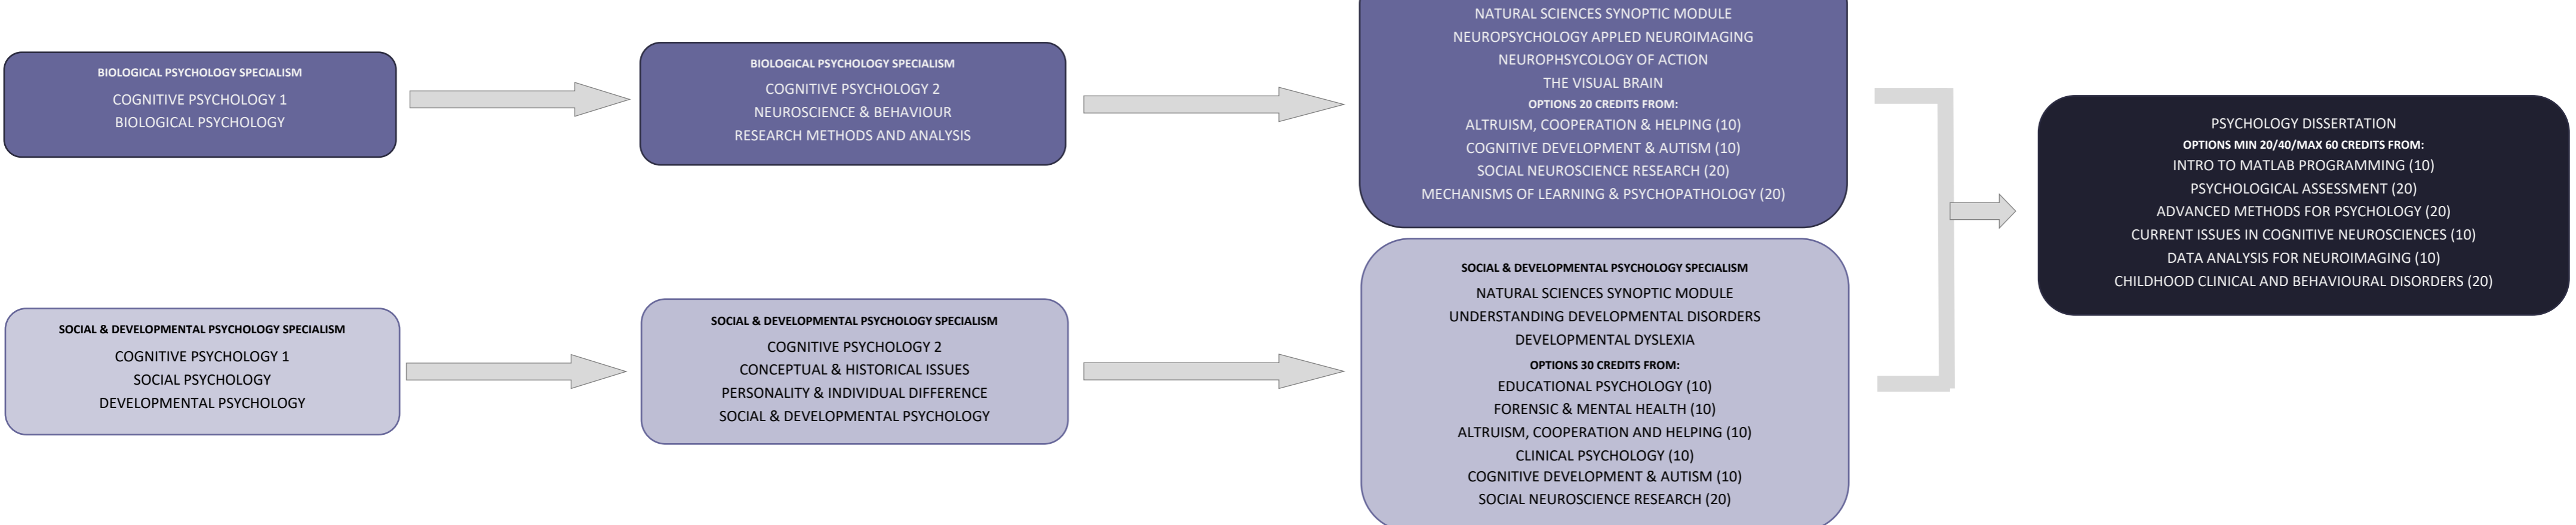 BIOLOGICAL PSYCHOLOGY SPECIALISM
COGNITIVE PSYCHOLOGY 1
BIOLOGICAL PSYCHOLOGY
BIOLOGICAL PSYCHOLOGY SPECIALISM
COGNITIVE PSYCHOLOGY 2
NEUROSCIENCE & BEHAVIOUR
RESEARCH METHODS AND ANALYSIS
NATURAL SCIENCES SYNOPTIC MODULE
NEUROPSYCHOLOGY APPLED NEUROIMAGING
NEUROPHSYCOLOGY OF ACTION
THE VISUAL BRAIN
OPTIONS 20 CREDITS FROM:
ALTRUISM, COOPERATION & HELPING (10)
COGNITIVE DEVELOPMENT & AUTISM (10)
SOCIAL NEUROSCIENCE RESEARCH (20)
MECHANISMS OF LEARNING & PSYCHOPATHOLOGY (20)
SOCIAL & DEVELOPMENTAL PSYCHOLOGY SPECIALISM
COGNITIVE PSYCHOLOGY 1
SOCIAL PSYCHOLOGY
DEVELOPMENTAL PSYCHOLOGY
SOCIAL & DEVELOPMENTAL PSYCHOLOGY SPECIALISM
COGNITIVE PSYCHOLOGY 2
CONCEPTUAL & HISTORICAL ISSUES
PERSONALITY & INDIVIDUAL DIFFERENCE
SOCIAL & DEVELOPMENTAL PSYCHOLOGY
SOCIAL & DEVELOPMENTAL PSYCHOLOGY SPECIALISM
NATURAL SCIENCES SYNOPTIC MODULE
UNDERSTANDING DEVELOPMENTAL DISORDERS
DEVELOPMENTAL DYSLEXIA
OPTIONS 30 CREDITS FROM:
EDUCATIONAL PSYCHOLOGY (10)
FORENSIC & MENTAL HEALTH (10)
ALTRUISM, COOPERATION AND HELPING (10)
CLINICAL PSYCHOLOGY (10)
COGNITIVE DEVELOPMENT & AUTISM (10)
SOCIAL NEUROSCIENCE RESEARCH (20)
PSYCHOLOGY DISSERTATION
OPTIONS MIN 20/40/MAX 60 CREDITS FROM:
INTRO TO MATLAB PROGRAMMING (10)
PSYCHOLOGICAL ASSESSMENT (20)
ADVANCED METHODS FOR PSYCHOLOGY (20)
CURRENT ISSUES IN COGNITIVE NEUROSCIENCES (10)
DATA ANALYSIS FOR NEUROIMAGING (10)
CHILDHOOD CLINICAL AND BEHAVIOURAL DISORDERS (20)